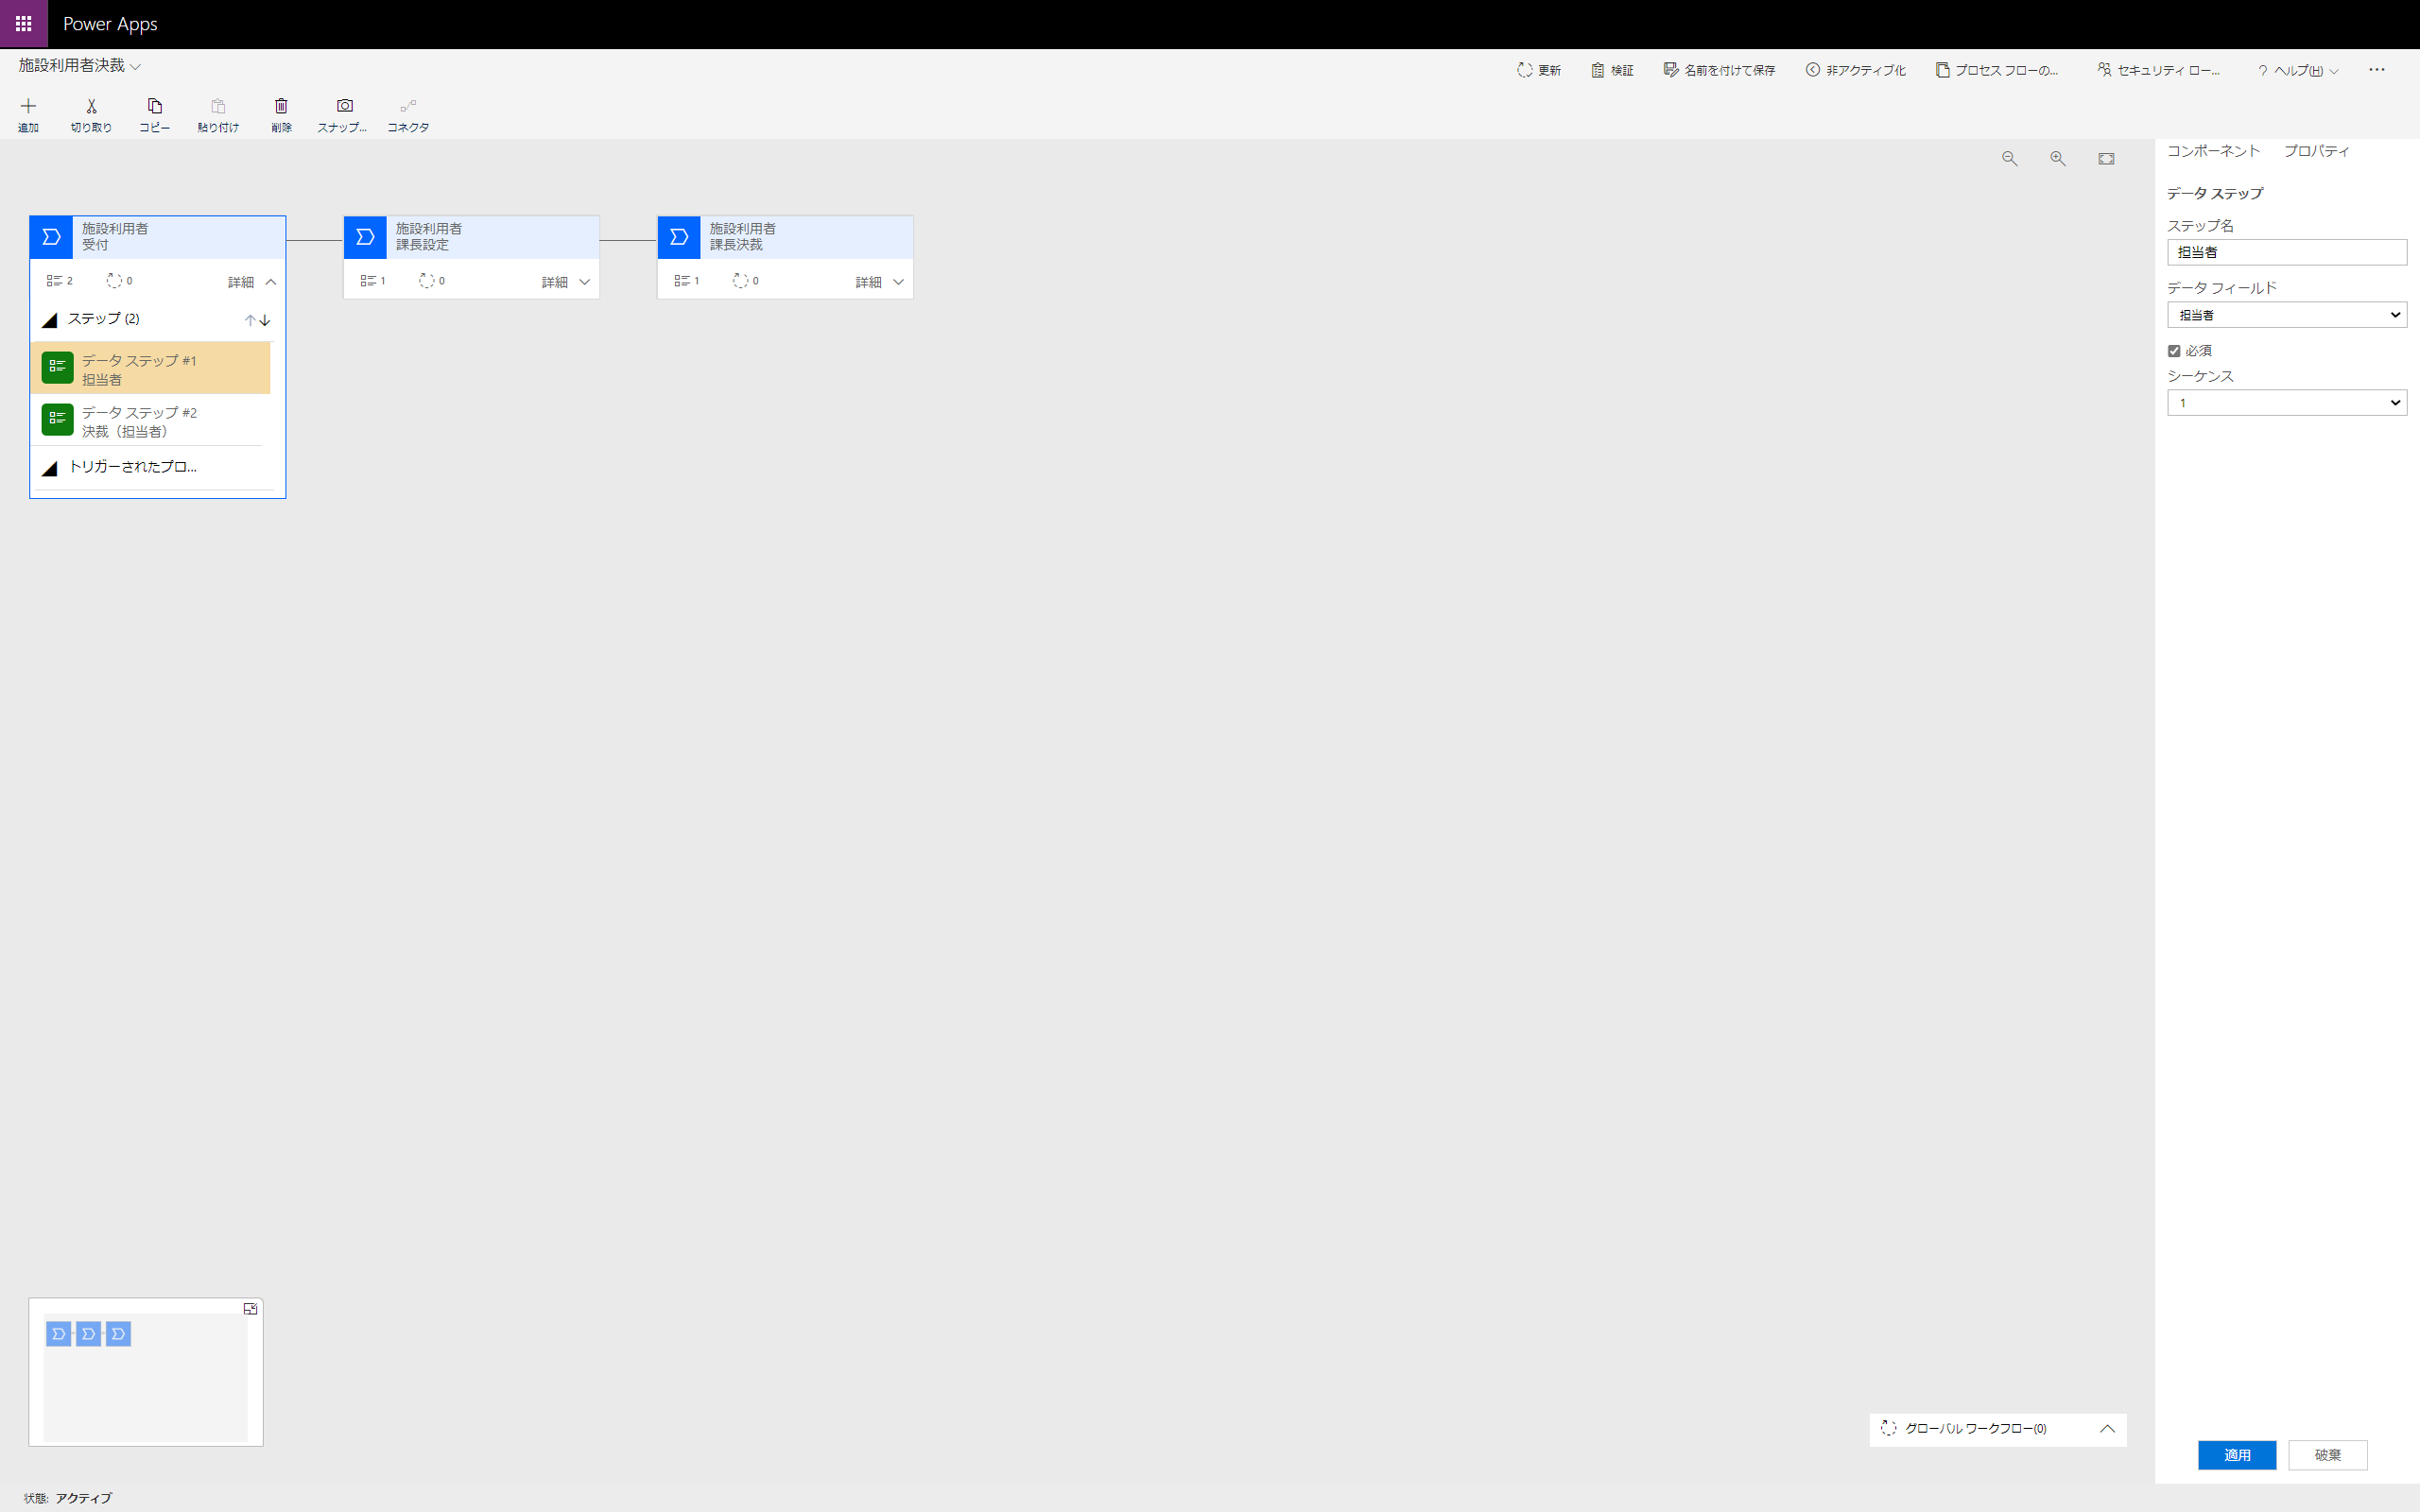 Power Apps
施設利用者決裁
更新
検証
名前を付けて保存
非アクティブ化
プロセス フローの...
セキュリティ ロー...
? ヘルプ(H)
...
追加
切り取り
コピー
貼り付け
削除
スナップ...
コネクタ
コンポーネント
プロパティ
施設利用者
受付
2
0
詳細
ステップ (2)
データ ステップ #1
担当者
データ ステップ #2
決裁（担当者）
トリガーされたプロ...
施設利用者
課長設定
1
0
詳細
施設利用者
課長決裁
1
0
詳細
データ ステップ
ステップ名
担当者
データ フィールド
担当者
必須
シーケンス
1
グローバル ワークフロー(0)
適用
破棄
状態: アクティブ